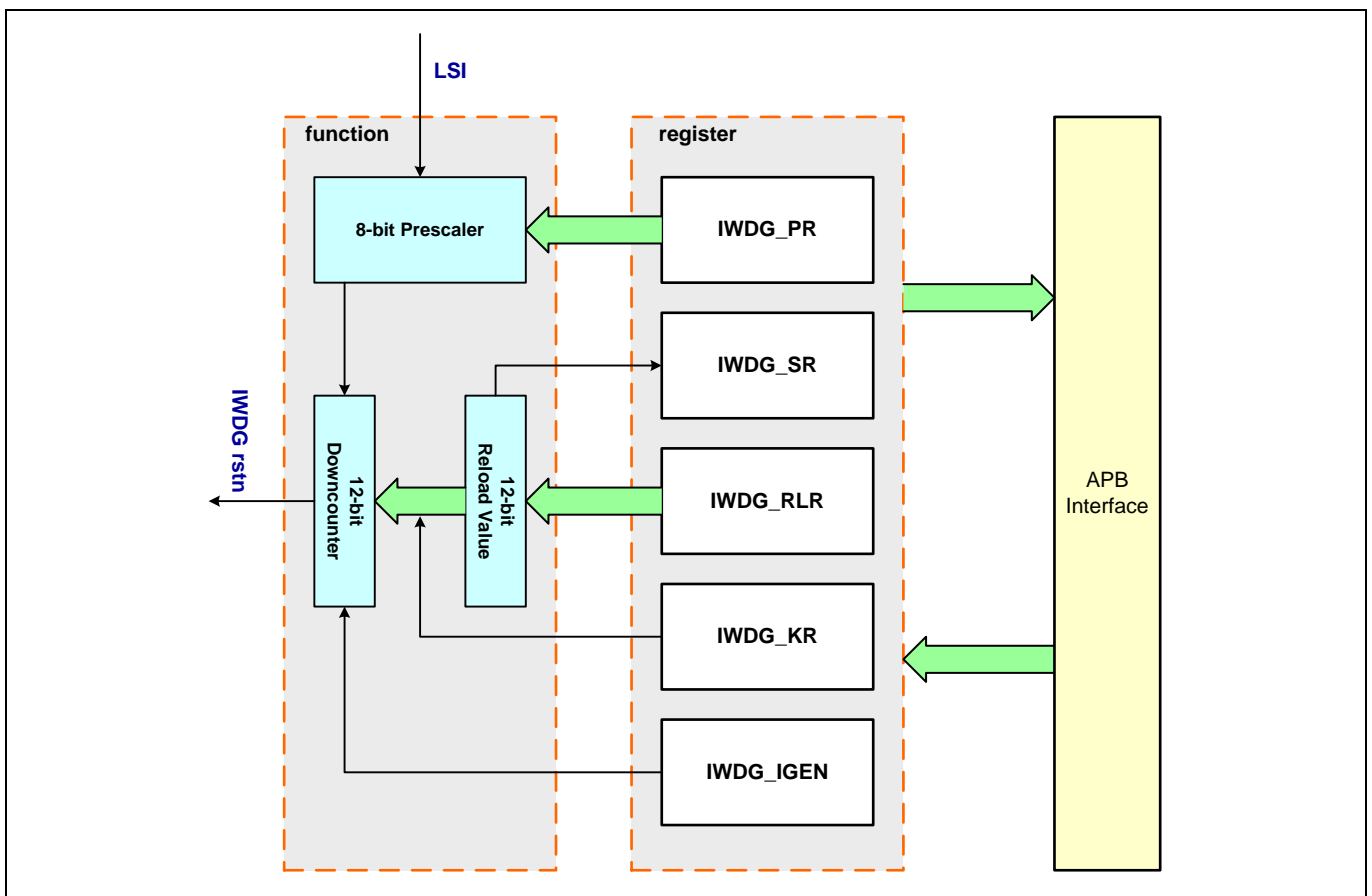 LSI
function
register
8-bit Prescaler
IWDG_PR
IWDG_SR
IWDG rstn
12-bit
Downcounter
12-bit
Reload Value
IWDG_RLR
APB
Interface
IWDG_KR
IWDG_IGEN